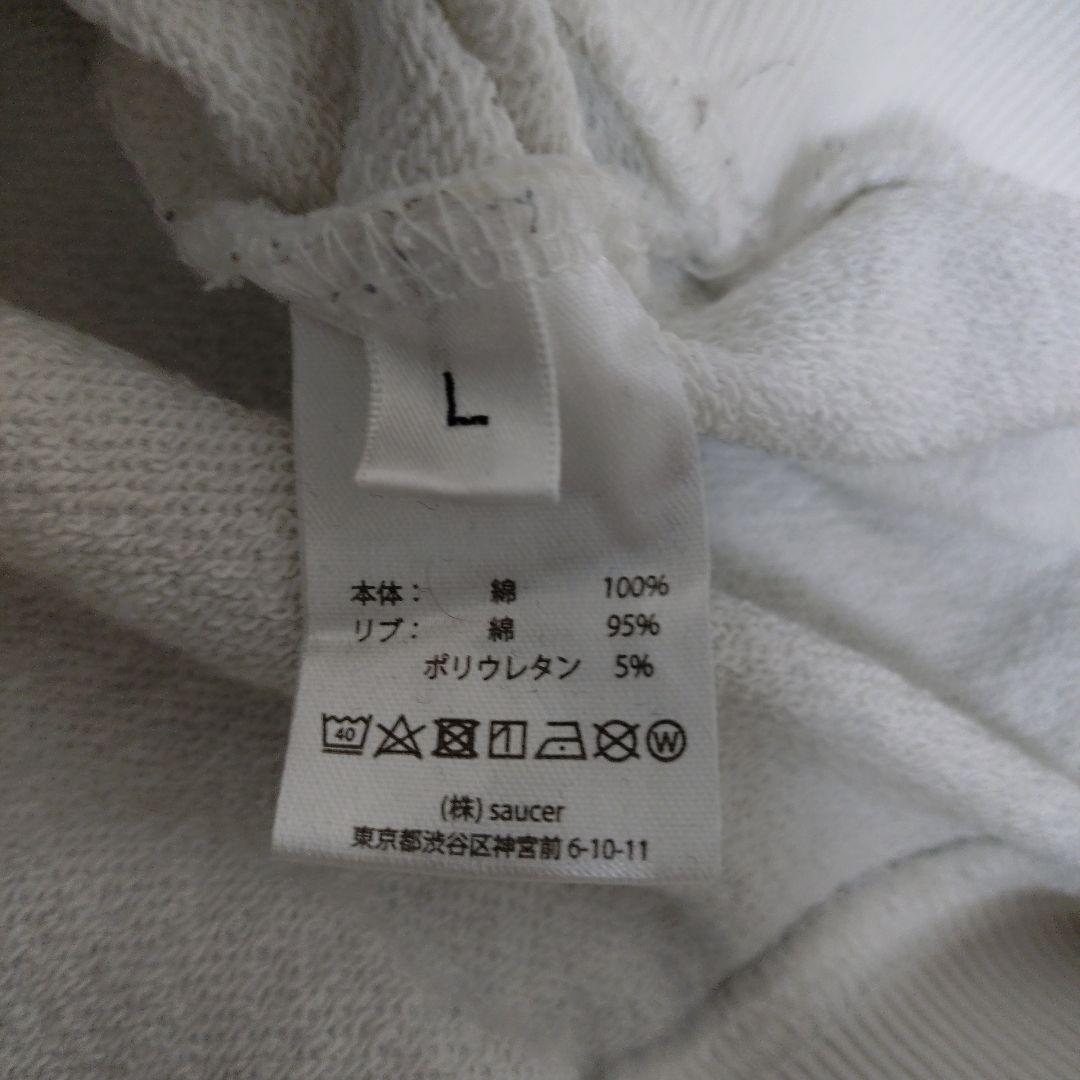 L
本体： 綿 100%
リブ： 綿 95%
ポリウレタン 5%
40 W
(株) saucer
東京都渋谷区神宮前 6-10-11